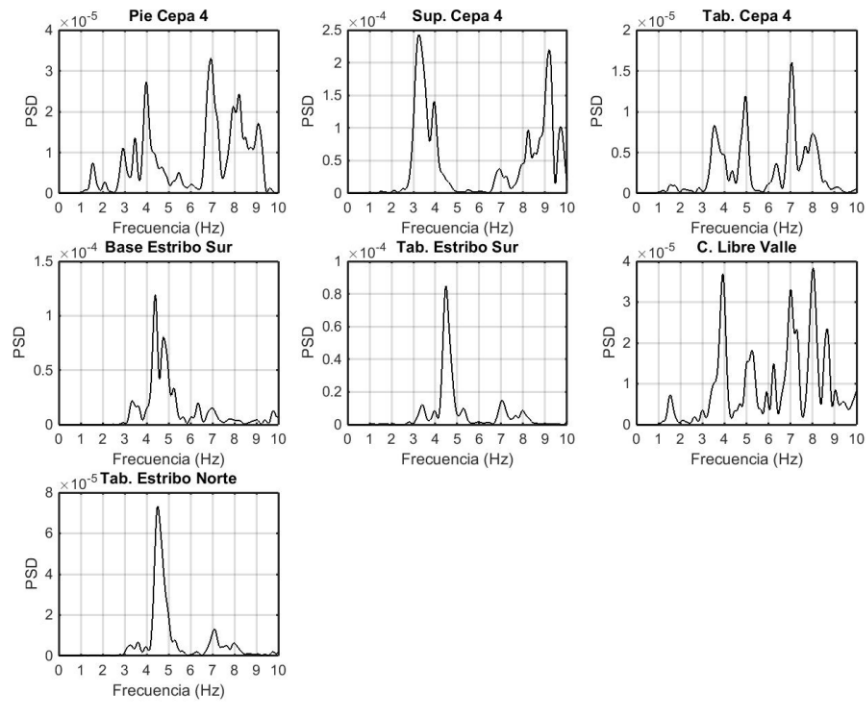 Pie Cepa 4
×10⁻⁵
PSD
4
3
2
1
0
0 1 2 3 4 5 6 7 8 9 10
Frecuencia (Hz)
Sup. Cepa 4
×10⁻⁴
PSD
2.5
2
1.5
1
0.5
0
0 1 2 3 4 5 6 7 8 9 10
Frecuencia (Hz)
Tab. Cepa 4
×10⁻⁵
PSD
2
1.5
1
0.5
0
0 1 2 3 4 5 6 7 8 9 10
Frecuencia (Hz)
Base Estribo Sur
×10⁻⁴
PSD
1.5
1
0.5
0
0 1 2 3 4 5 6 7 8 9 10
Frecuencia (Hz)
Tab. Estribo Sur
×10⁻⁴
PSD
1
0.8
0.6
0.4
0.2
0
0 1 2 3 4 5 6 7 8 9 10
Frecuencia (Hz)
C. Libre Valle
×10⁻⁵
PSD
4
3
2
1
0
0 1 2 3 4 5 6 7 8 9 10
Frecuencia (Hz)
Tab. Estribo Norte
×10⁻⁵
PSD
8
6
4
2
0
0 1 2 3 4 5 6 7 8 9 10
Frecuencia (Hz)